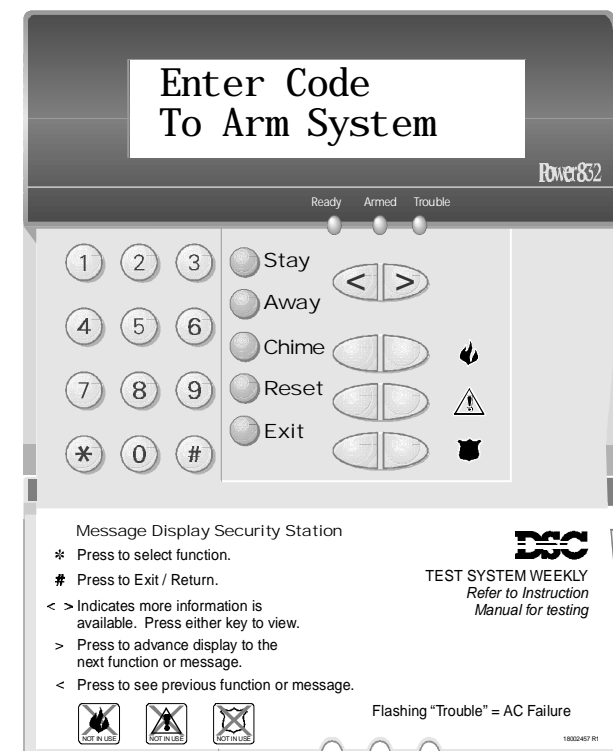 Enter Code
To Arm System
Power832
Ready Armed Trouble
1 2 3
Stay
< >
Away
4 5 6
Chime
7 8 9
Reset
Exit
* 0 #
Message Display Security Station
* Press to select function.
# Press to Exit / Return.
< > Indicates more information is
available. Press either key to view.
> Press to advance display to the
next function or message.
< Press to see previous function or message.
DSC
TEST SYSTEM WEEKLY
Refer to Instruction
Manual for testing
NOT IN USE NOT IN USE NOT IN USE
Flashing “Trouble” = AC Failure
18002457 R1